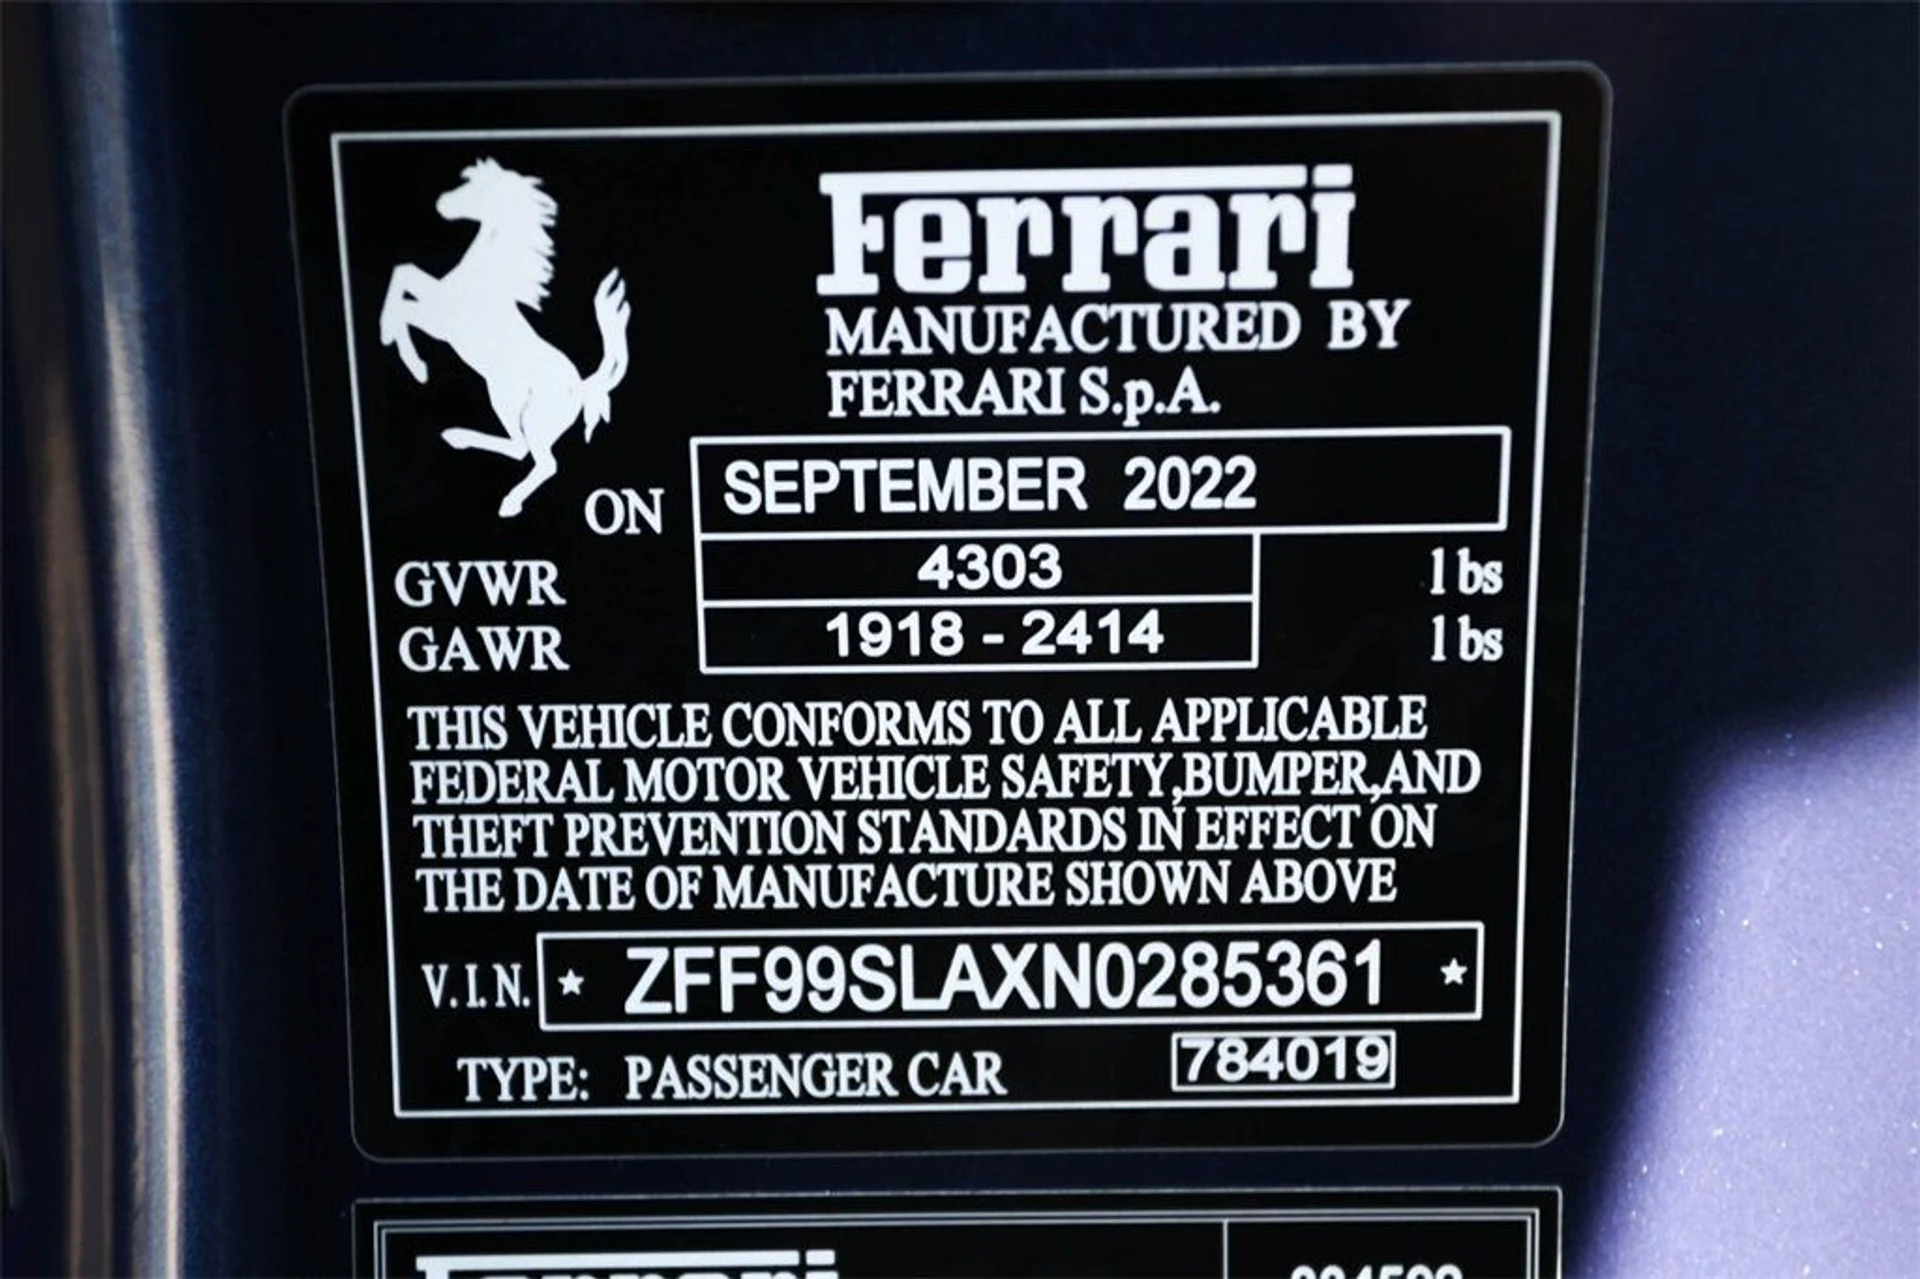 Ferrari
MANUFACTURED BY
FERRARI S.p.A.
ON SEPTEMBER 2022
GVWR 4303 lbs
GAWR 1918 - 2414 lbs
THIS VEHICLE CONFORMS TO ALL APPLICABLE
FEDERAL MOTOR VEHICLE SAFETY,BUMPER,AND
THEFT PREVENTION STANDARDS IN EFFECT ON
THE DATE OF MANUFACTURE SHOWN ABOVE
V.I.N. ★ ZFF99SLAXN0285361 ★
TYPE: PASSENGER CAR 784019
Ferrari